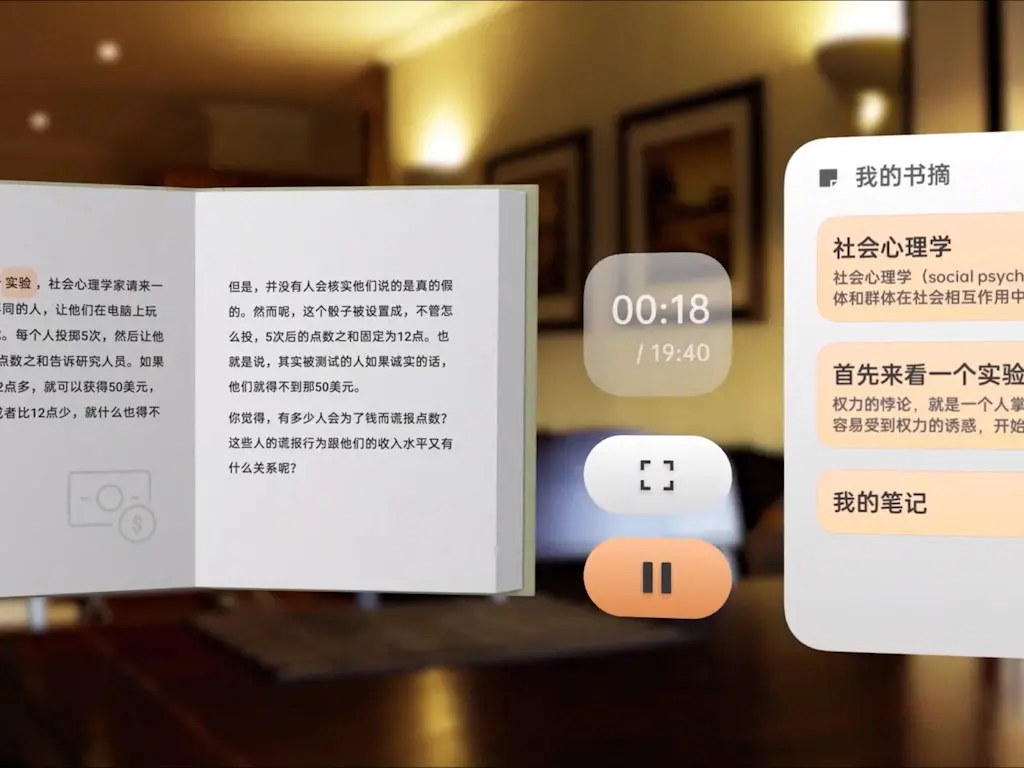 实验，社会心理学家请来一
同的人，让他们在电脑上玩
。每个人投掷5次，然后让他
点数之和告诉研究人员。如果
2点多，就可以获得50美元，
或者比12点少，就什么也得不
但是，并没有人会核实他们说的是真的假
的。然而呢，这个骰子被设置成，不管怎
么投，5次后的点数之和固定为12点。也
就是说，其实被测试的人如果诚实的话，
他们就得不到那50美元。
你觉得，有多少人会为了钱而谎报点数？
这些人的谎报行为跟他们的收入水平又有
什么关系呢？
$
00:18
/ 19:40
我的书摘
社会心理学
社会心理学（social psych
体和群体在社会相互作用中
首先来看一个实验
权力的悖论，就是一个人掌
容易受到权力的诱惑，开始
我的笔记